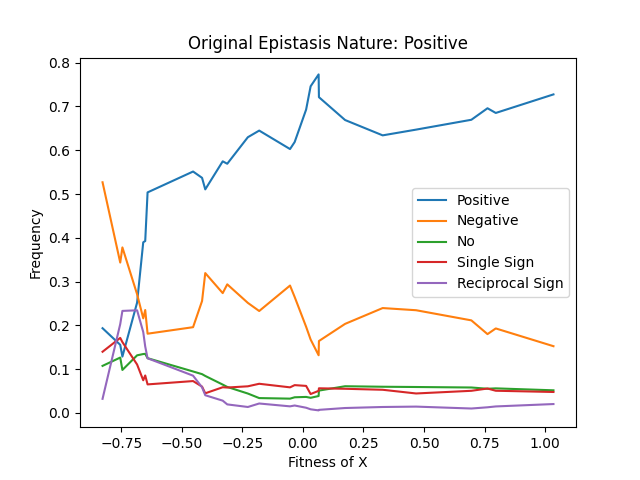 Original Epistasis Nature: Positive
0.8
0.7
0.6
0.5
0.4
0.3
0.2
0.1
0.0
Frequency
Positive
Negative
No
Single Sign
Reciprocal Sign
−0.75 −0.50 −0.25 0.00 0.25 0.50 0.75 1.00
Fitness of X